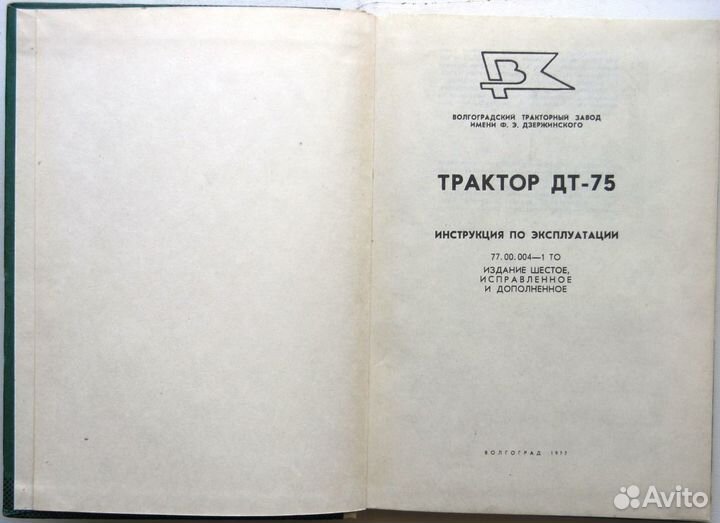 ВОЛГОГРАДСКИЙ ТРАКТОРНЫЙ ЗАВОД
ИМЕНИ Ф. Э. ДЗЕРЖИНСКОГО
ТРАКТОР ДТ-75
ИНСТРУКЦИЯ ПО ЭКСПЛУАТАЦИИ
77.00.004—1 ТО
ИЗДАНИЕ ШЕСТОЕ,
ИСПРАВЛЕННОЕ
И ДОПОЛНЕННОЕ
ВОЛГОГРАД
Avito